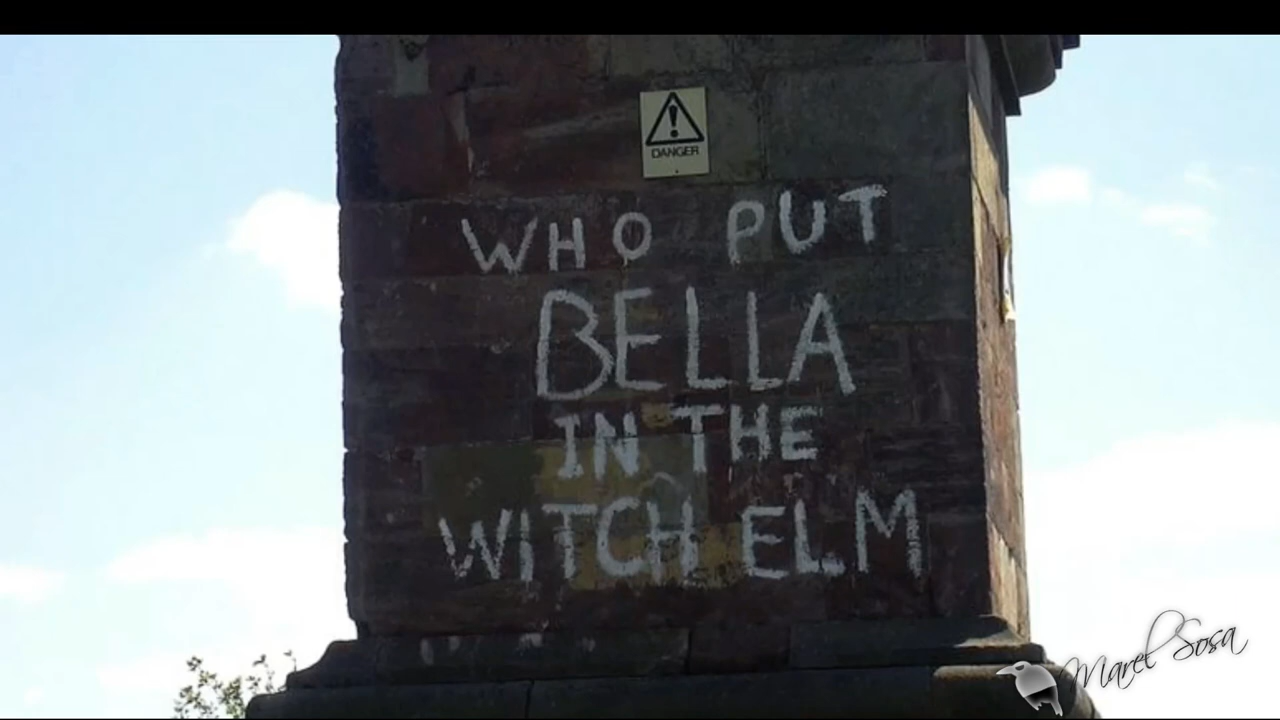 DANGER
WHO PUT
BELLA
IN THE
WITCH ELM
Marel Sosa